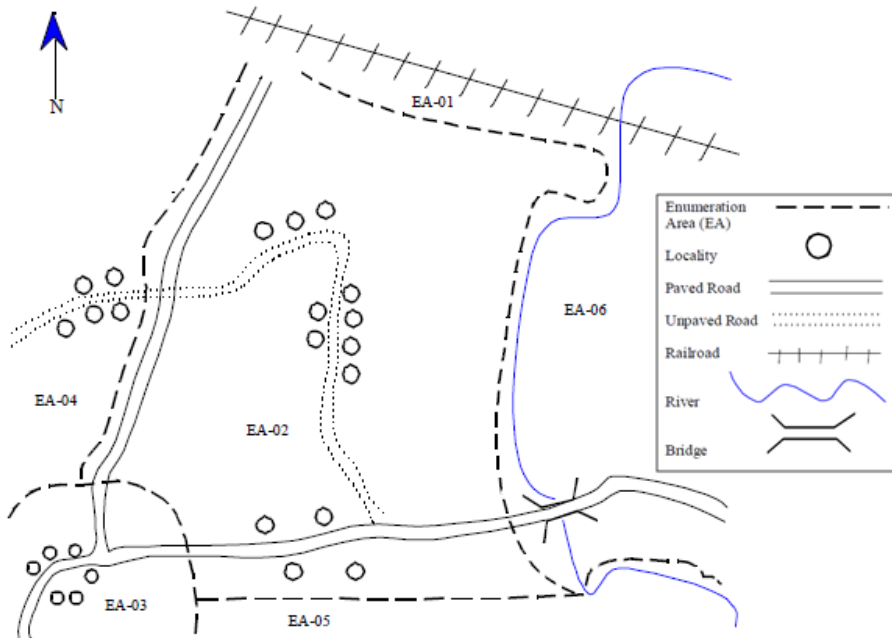 N
EA-01
EA-06
EA-04
EA-02
EA-03
EA-05
Enumeration
Area (EA)
Locality
Paved Road
Unpaved Road
Railroad
River
Bridge